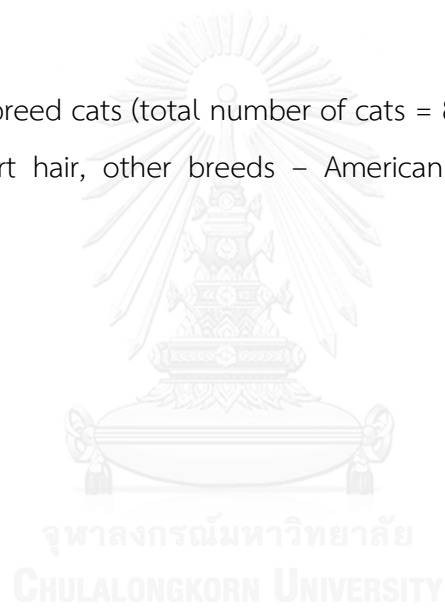 breed cats (total number of cats = 8
rt hair, other breeds – American
จุฬาลงกรณ์มหาวิทยาลัย
CHULALONGKORN UNIVERSITY